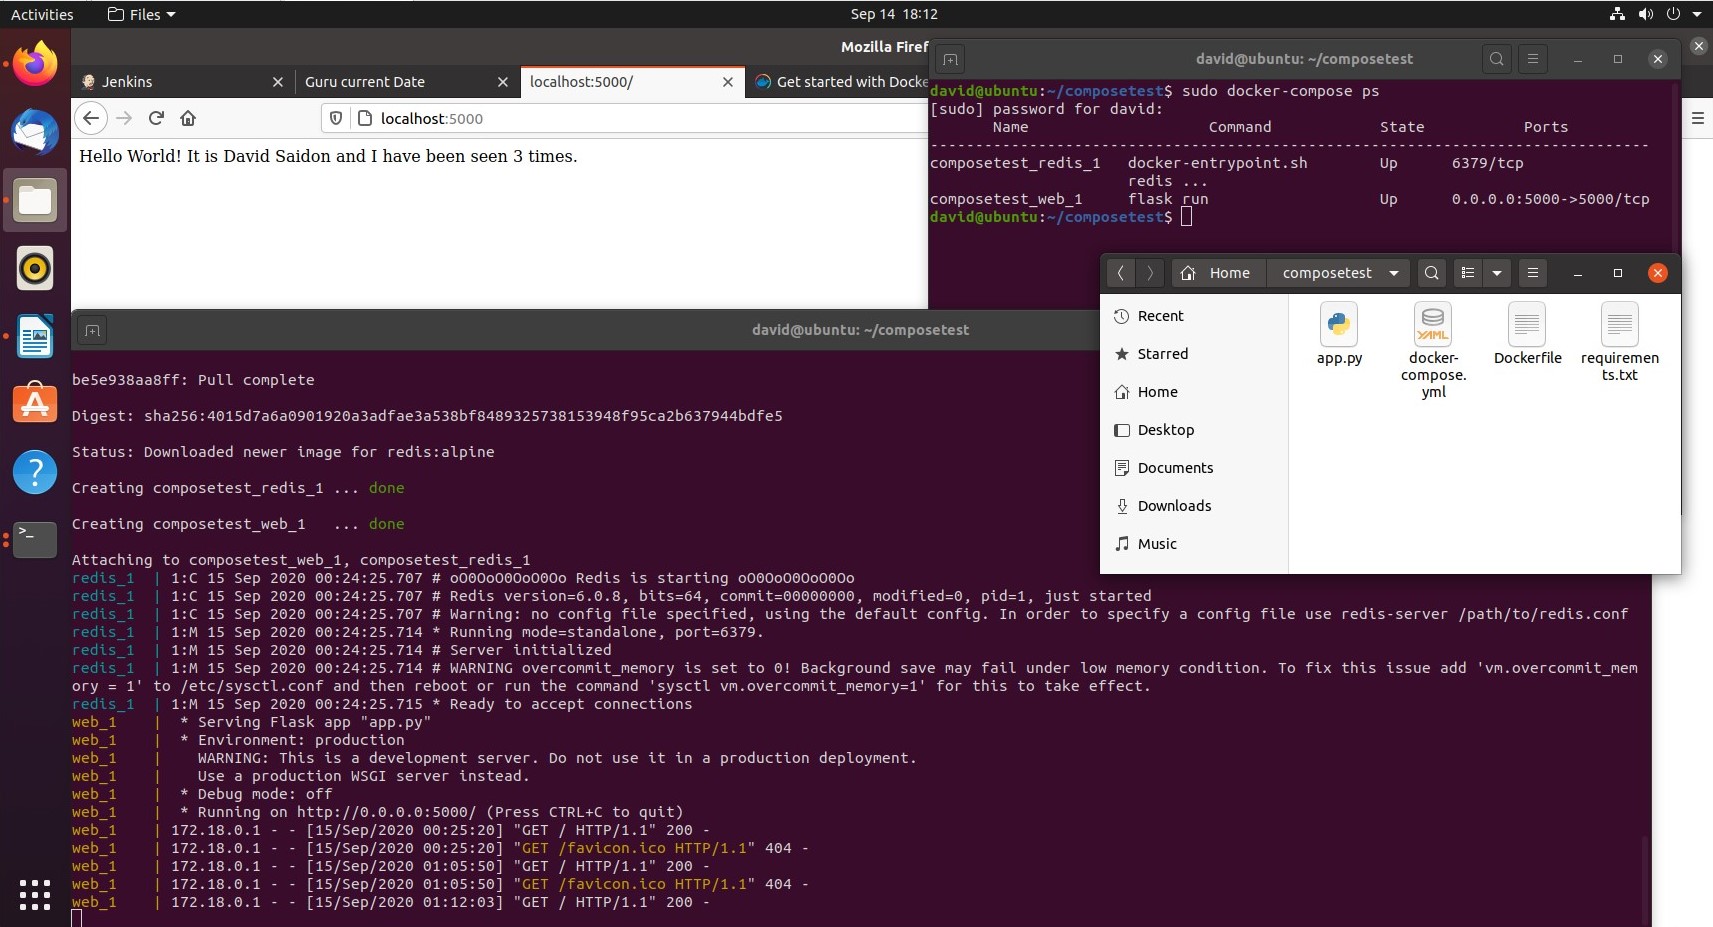 Activities
Files
Sep 14 18:12
Mozilla Firef
Jenkins
Guru current Date
localhost:5000/
Get started with Docke
localhost:5000
Hello World! It is David Saidon and I have been seen 3 times.
david@ubuntu: ~/composetest
david@ubuntu:~/composetest$ sudo docker-compose ps
[sudo] password for david:
Name Command State Ports
--------------------------------------------------------------------------------
composetest_redis_1 docker-entrypoint.sh Up 6379/tcp
redis ...
composetest_web_1 flask run Up 0.0.0.0:5000->5000/tcp
david@ubuntu:~/composetest$
Home composetest
Recent
Starred
Home
Desktop
Documents
Downloads
Music
app.py
docker-
compose.
yml
Dockerfile
requiremen
ts.txt
david@ubuntu: ~/composetest
be5e938aa8ff: Pull complete
Digest: sha256:4015d7a6a0901920a3adfae3a538bf8489325738153948f95ca2b637944bdfe5
Status: Downloaded newer image for redis:alpine
Creating composetest_redis_1 ... done
Creating composetest_web_1 ... done
Attaching to composetest_web_1, composetest_redis_1
redis_1 | 1:C 15 Sep 2020 00:24:25.707 # oO0OoO0OoO0Oo Redis is starting oO0OoO0OoO0Oo
redis_1 | 1:C 15 Sep 2020 00:24:25.707 # Redis version=6.0.8, bits=64, commit=00000000, modified=0, pid=1, just started
redis_1 | 1:C 15 Sep 2020 00:24:25.707 # Warning: no config file specified, using the default config. In order to specify a config file use redis-server /path/to/redis.conf
redis_1 | 1:M 15 Sep 2020 00:24:25.714 * Running mode=standalone, port=6379.
redis_1 | 1:M 15 Sep 2020 00:24:25.714 # Server initialized
redis_1 | 1:M 15 Sep 2020 00:24:25.714 # WARNING overcommit_memory is set to 0! Background save may fail under low memory condition. To fix this issue add 'vm.overcommit_mem
ory = 1' to /etc/sysctl.conf and then reboot or run the command 'sysctl vm.overcommit_memory=1' for this to take effect.
redis_1 | 1:M 15 Sep 2020 00:24:25.715 * Ready to accept connections
web_1 | * Serving Flask app "app.py"
web_1 | * Environment: production
web_1 | WARNING: This is a development server. Do not use it in a production deployment.
web_1 | Use a production WSGI server instead.
web_1 | * Debug mode: off
web_1 | * Running on http://0.0.0.0:5000/ (Press CTRL+C to quit)
web_1 | 172.18.0.1 - - [15/Sep/2020 00:25:20] "GET / HTTP/1.1" 200 -
web_1 | 172.18.0.1 - - [15/Sep/2020 00:25:20] "GET /favicon.ico HTTP/1.1" 404 -
web_1 | 172.18.0.1 - - [15/Sep/2020 01:05:50] "GET / HTTP/1.1" 200 -
web_1 | 172.18.0.1 - - [15/Sep/2020 01:05:50] "GET /favicon.ico HTTP/1.1" 404 -
web_1 | 172.18.0.1 - - [15/Sep/2020 01:12:03] "GET / HTTP/1.1" 200 -